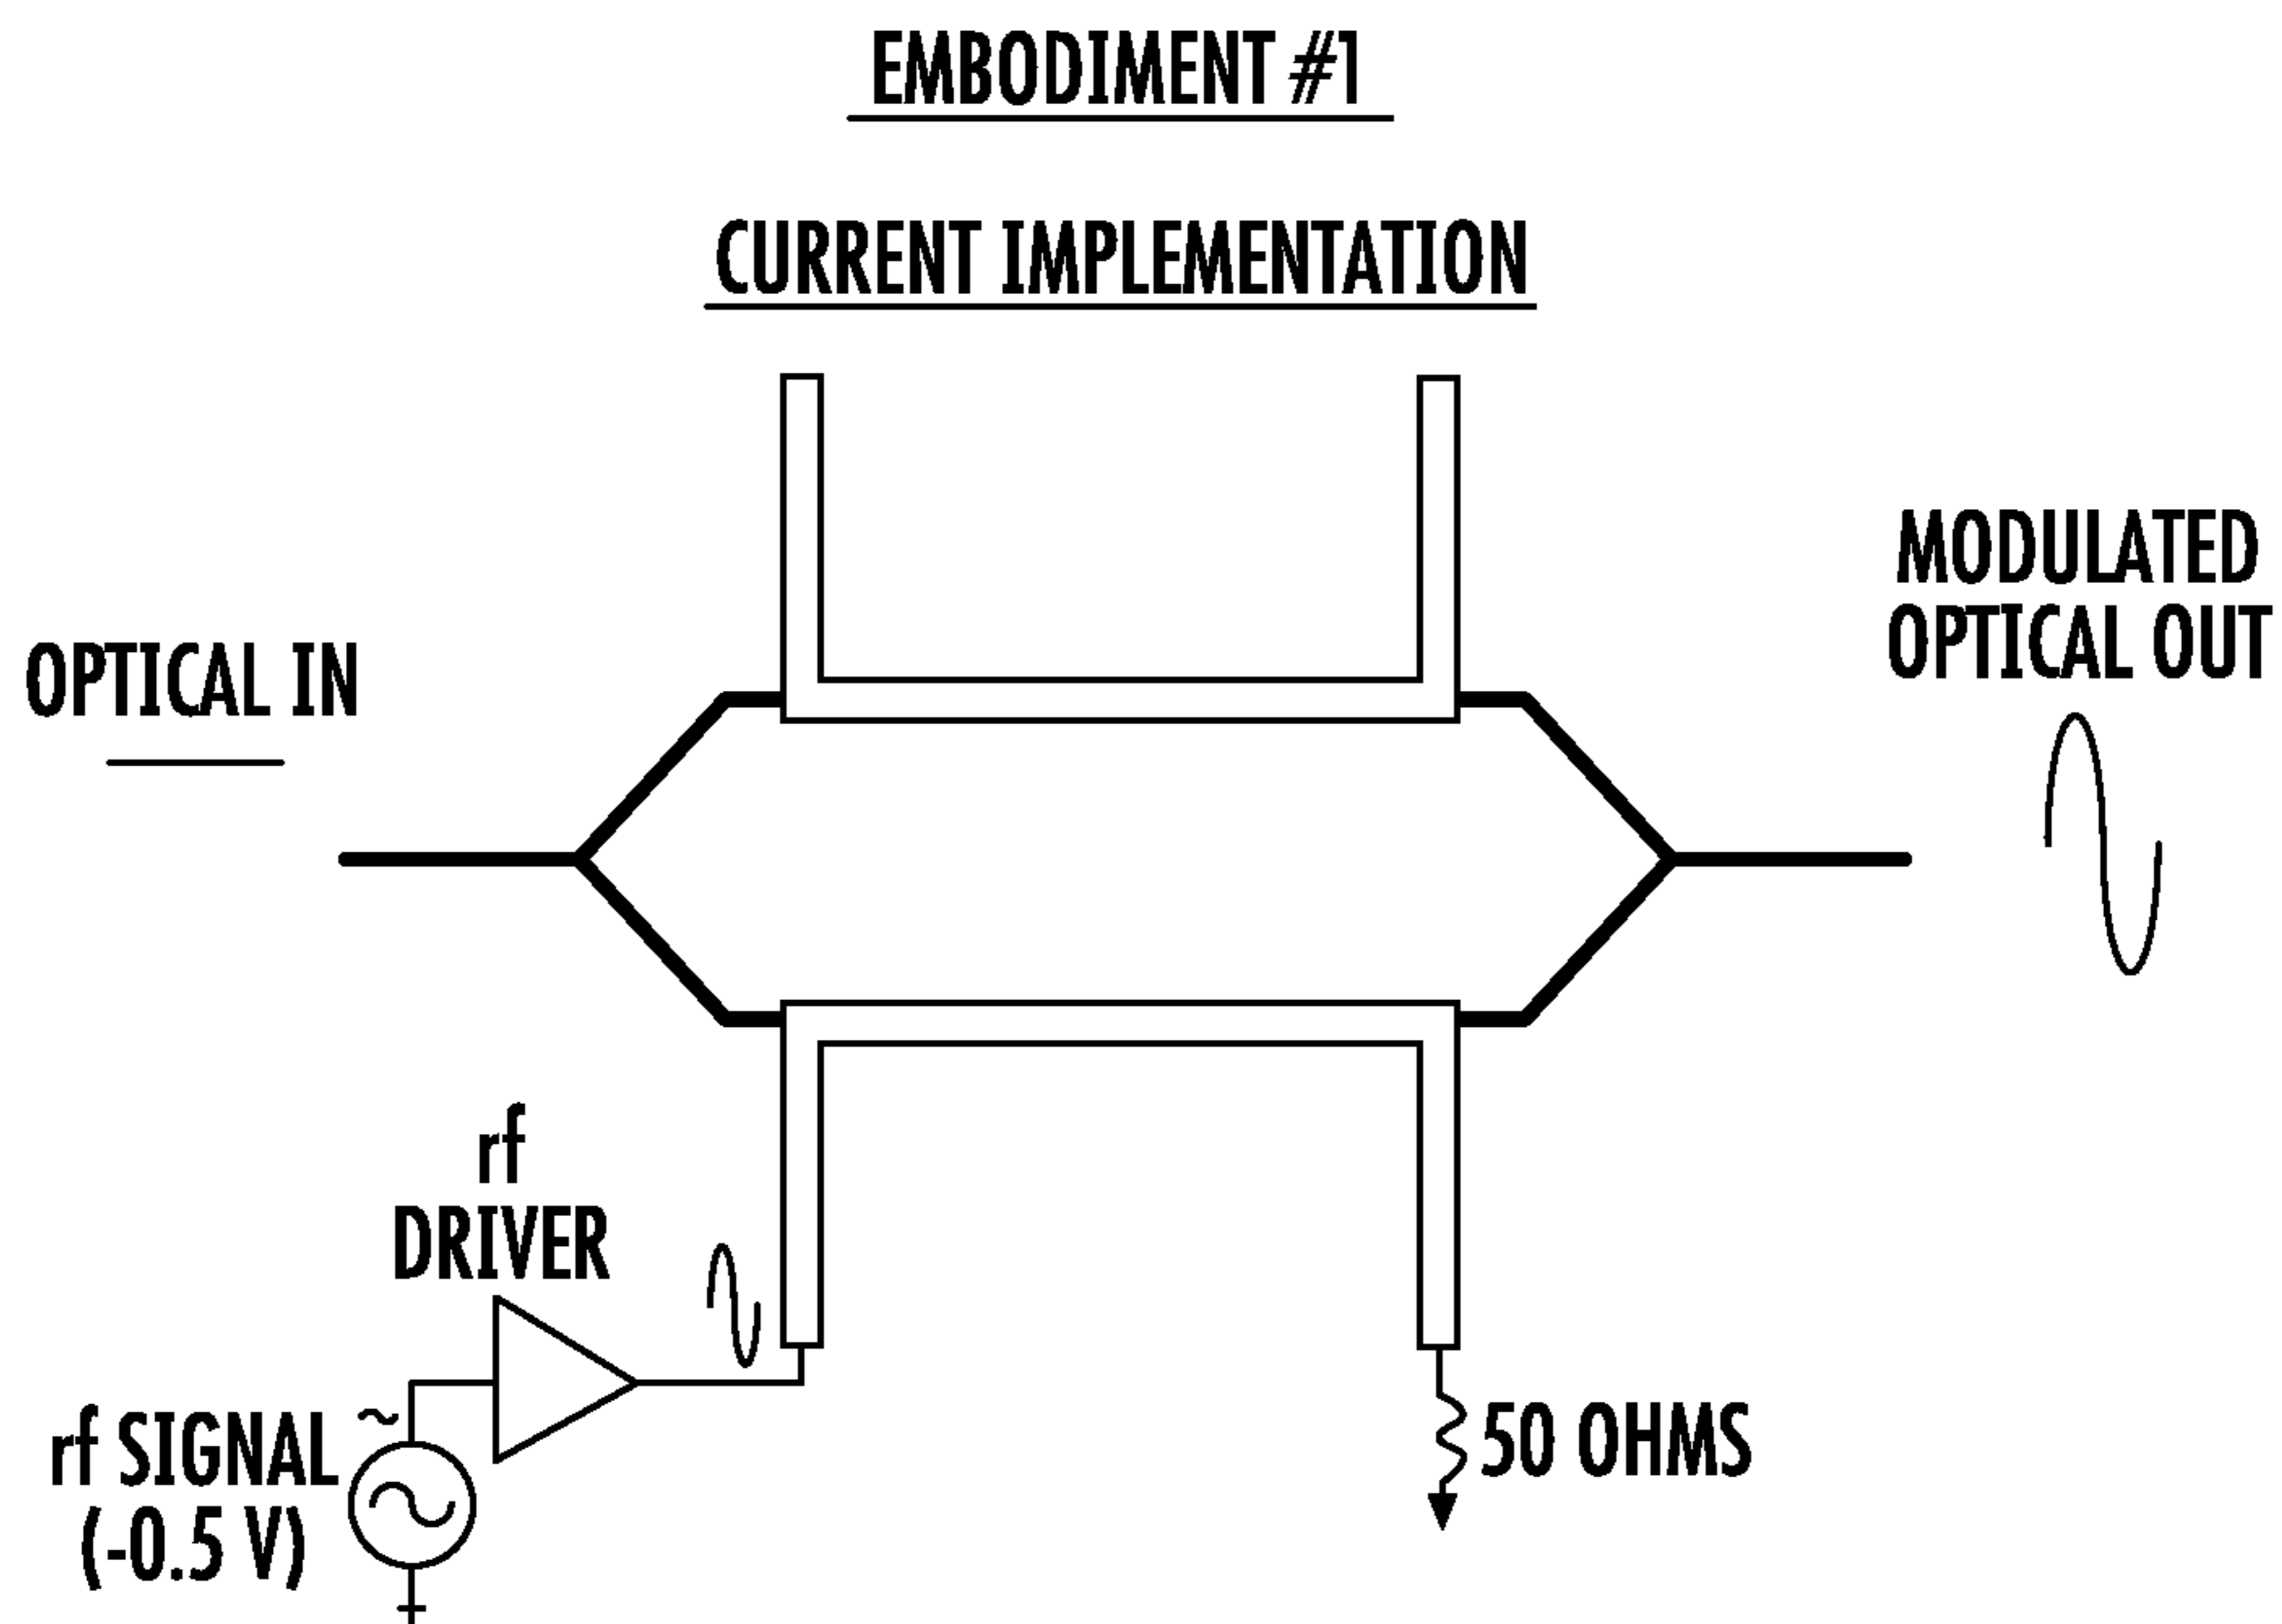 EMBODIMENT #1
CURRENT IMPLEMENTATION
MODULATED
OPTICAL OUT
OPTICAL IN
rf
DRIVER
rf SIGNAL
(-0.5 V)
50 OHMS